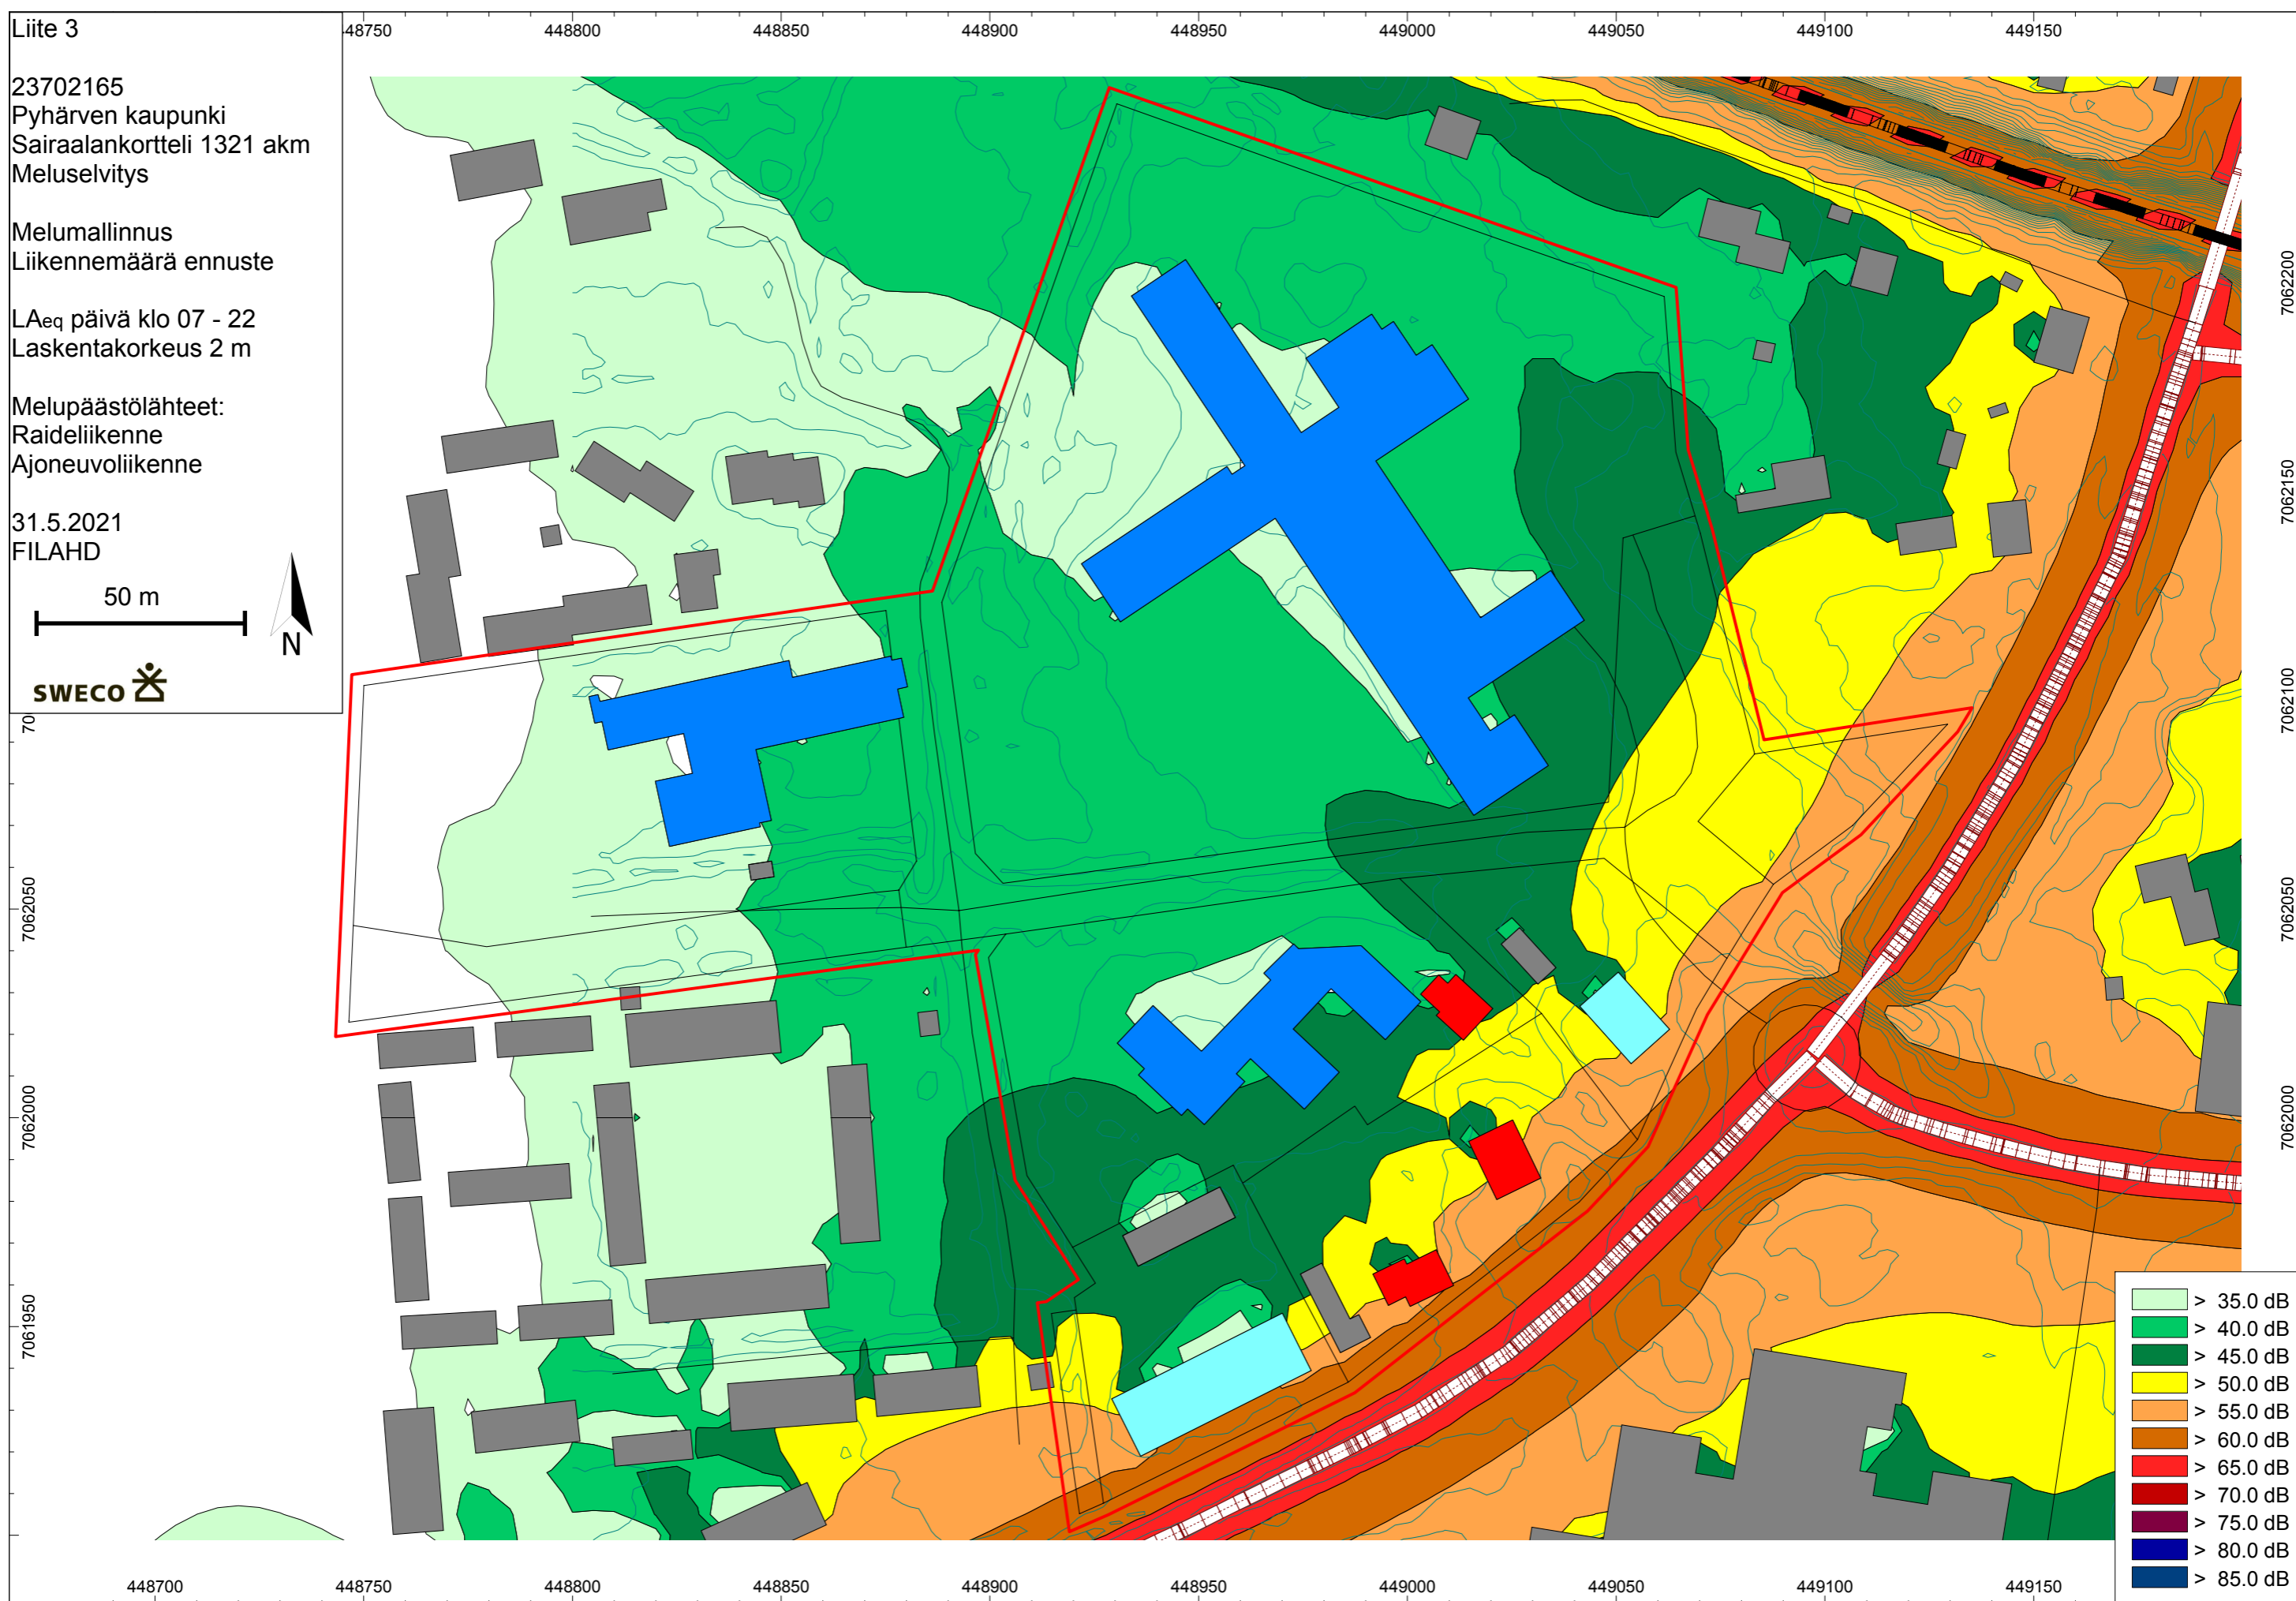 Liite 3
23702165
Pyhärven kaupunki
Sairaalankortteli 1321 akm
Meluselvitys
Melumallinnus
Liikennemäärä ennuste
LAeq päivä klo 07 - 22
Laskentakorkeus 2 m
Melupäästölähteet:
Raideliikenne
Ajoneuvoliikenne
31.5.2021
FILAHD
50 m
N
SWECO
448800
448850
448900
448950
449000
449050
449100
449150
7062200
7062150
7062100
7062050
7062000
7062050
7062000
7061950
448700
448750
448800
448850
448900
448950
449000
449050
449100
449150
> 35.0 dB
> 40.0 dB
> 45.0 dB
> 50.0 dB
> 55.0 dB
> 60.0 dB
> 65.0 dB
> 70.0 dB
> 75.0 dB
> 80.0 dB
> 85.0 dB